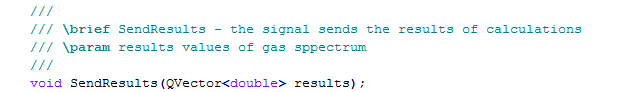 ///
/// \brief SendResults - the signal sends the results of calculations
/// \param results values of gas sppectrum
///
void SendResults(QVector<double> results);